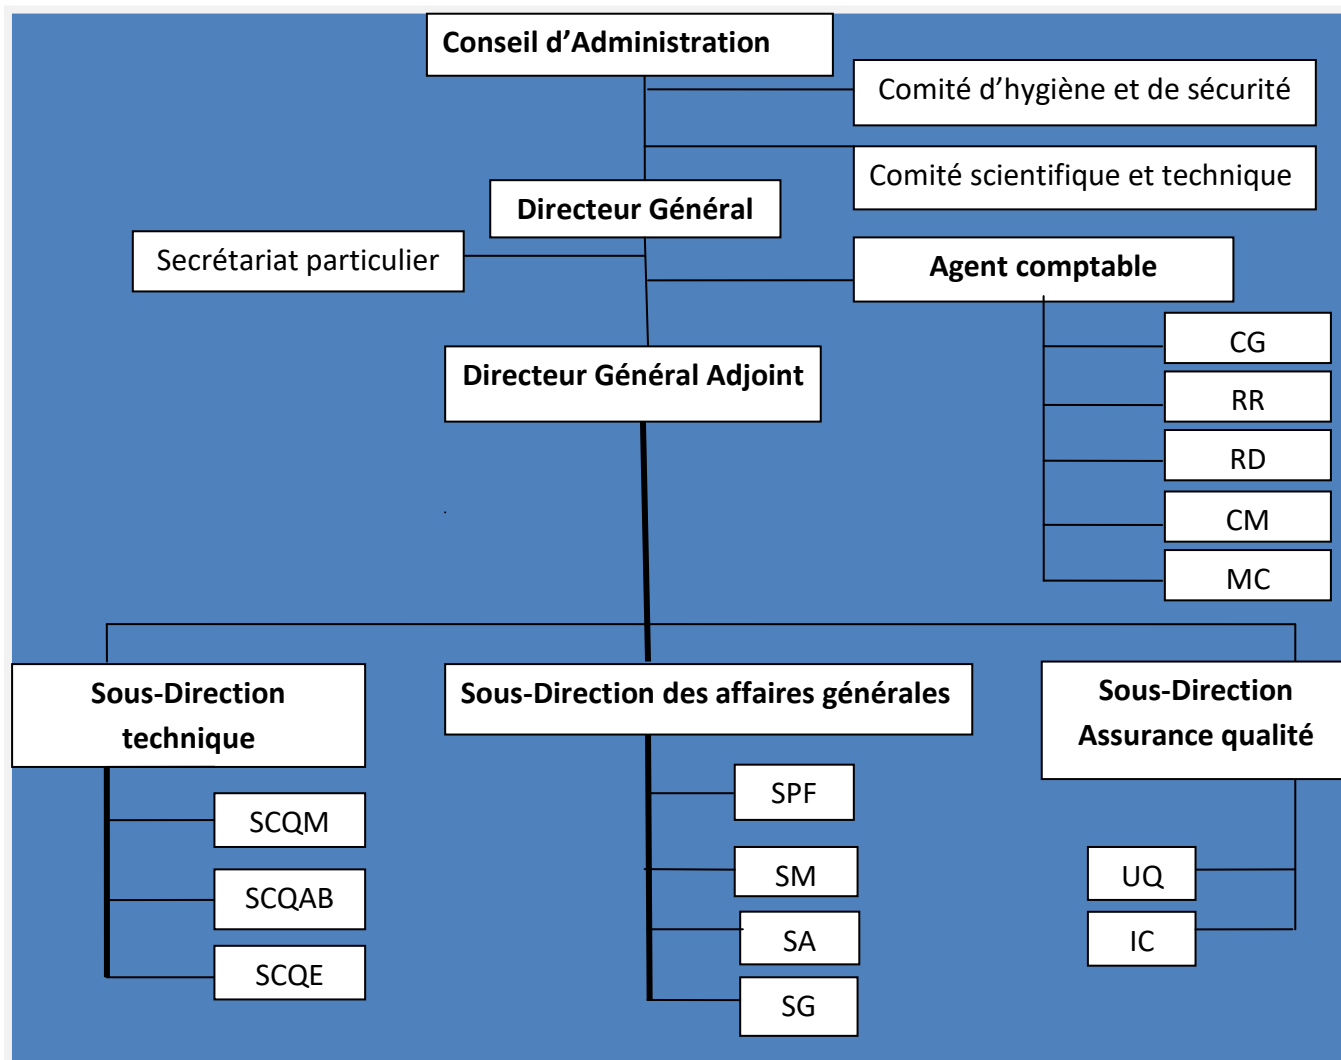 Conseil d’Administration
Comité d’hygiène et de sécurité
Comité scientifique et technique
Directeur Général
Secrétariat particulier
Agent comptable
CG
RR
RD
CM
MC
Directeur Général Adjoint
Sous-Direction
technique
SCQM
SCQAB
SCQE
Sous-Direction des affaires générales
SPF
SM
SA
SG
Sous-Direction
Assurance qualité
UQ
IC